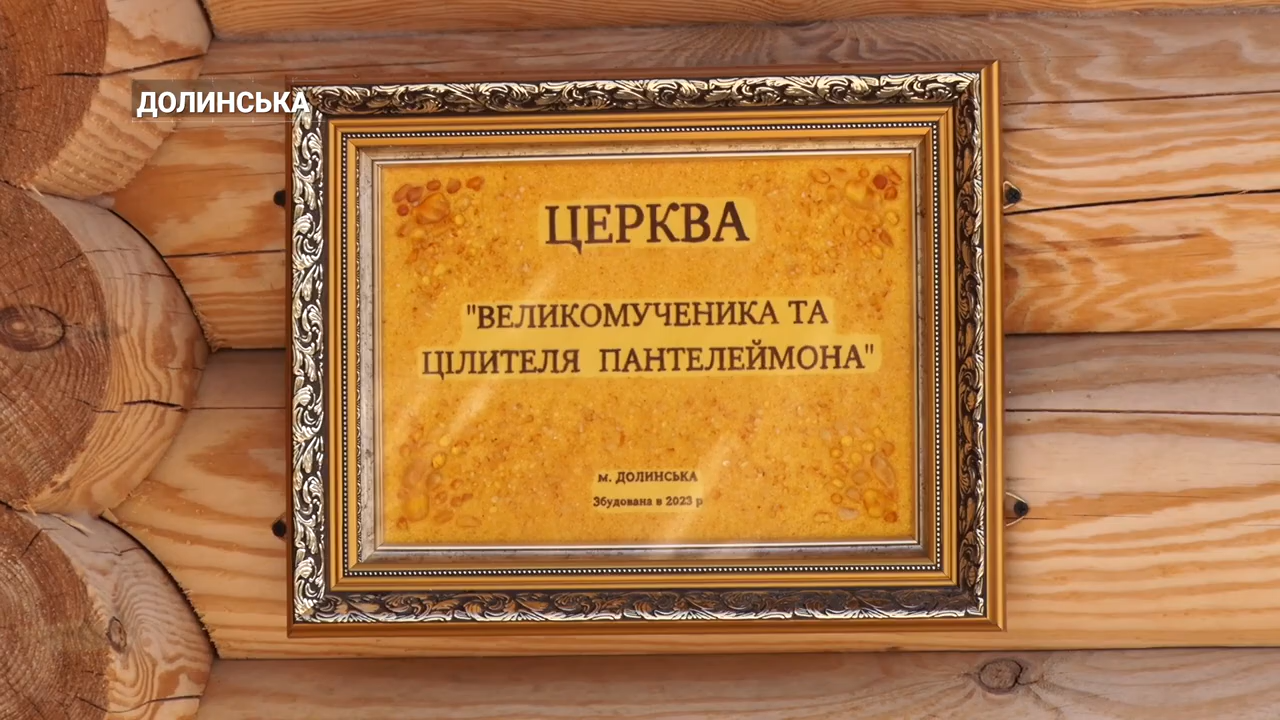 ДОЛИНСЬКА
ЦЕРКВА
"ВЕЛИКОМУЧЕНИКА ТА
ЦІЛИТЕЛЯ ПАНТЕЛЕЙМОНА"
м. ДОЛИНСЬКА
Збудована в 2023 р